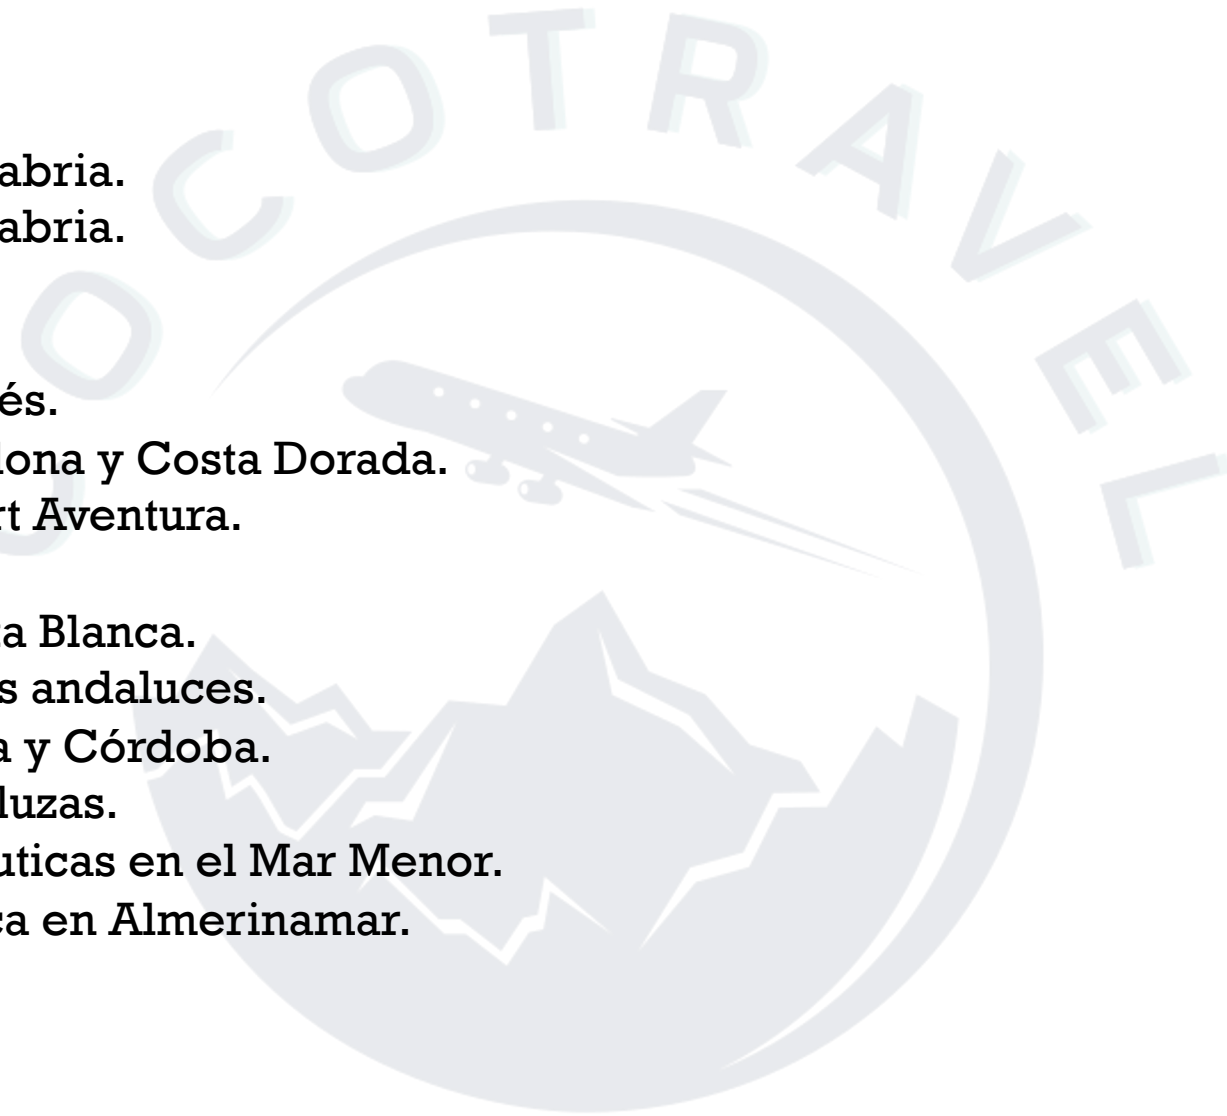 COCOTRAVEL
abria.
abria.
és.
lona y Costa Dorada.
rt Aventura.
a Blanca.
s andaluces.
a y Córdoba.
luzas.
uticas en el Mar Menor.
ca en Almerinamar.